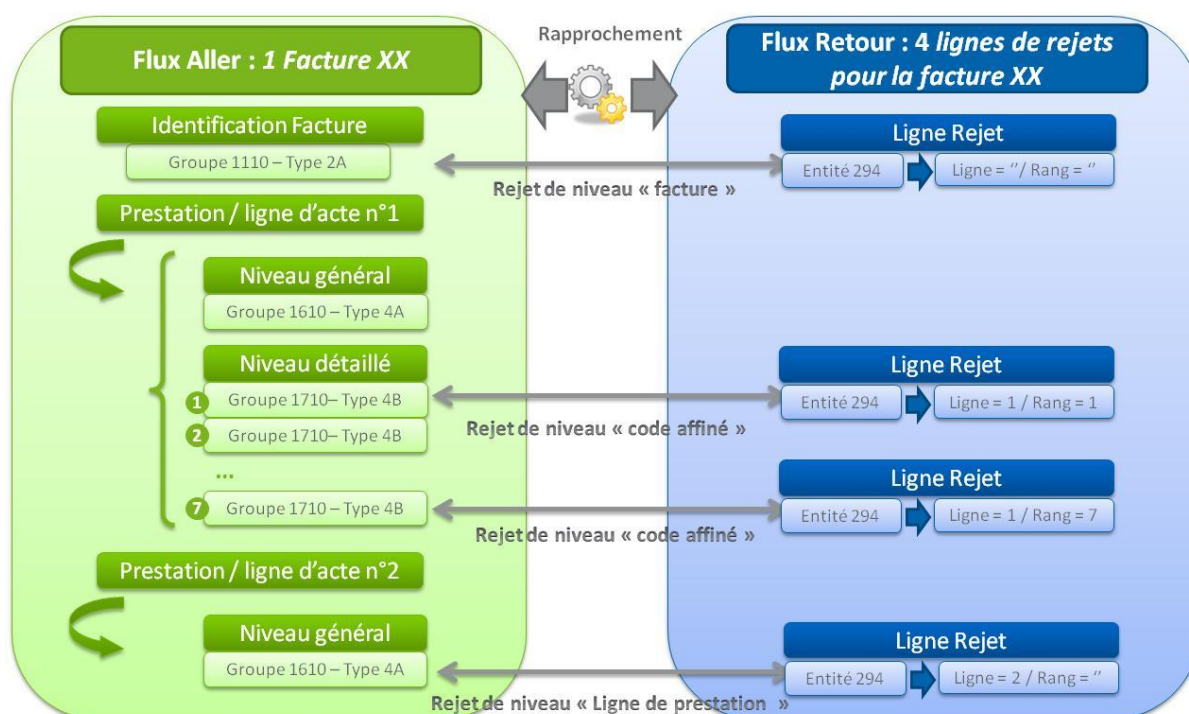 Flux Aller : 1 Facture XX
Rapprochement
Flux Retour : 4 lignes de rejets
pour la facture XX
Identification Facture
Groupe 1110 – Type 2A
Rejet de niveau « facture »
Ligne Rejet
Entité 294
Ligne = ‘’/ Rang = ‘’
Prestation / ligne d’acte n°1
Niveau général
Groupe 1610 – Type 4A
Niveau détaillé
1
Groupe 1710– Type 4B
2
Groupe 1710– Type 4B
...
7
Groupe 1710 – Type 4B
Rejet de niveau « code affiné »
Ligne Rejet
Entité 294
Ligne = 1 / Rang = 1
Rejet de niveau « code affiné »
Ligne Rejet
Entité 294
Ligne = 1 / Rang = 7
Prestation / ligne d’acte n°2
Niveau général
Groupe 1610 – Type 4A
Rejet de niveau « Ligne de prestation »
Ligne Rejet
Entité 294
Ligne = 2 / Rang = ‘’